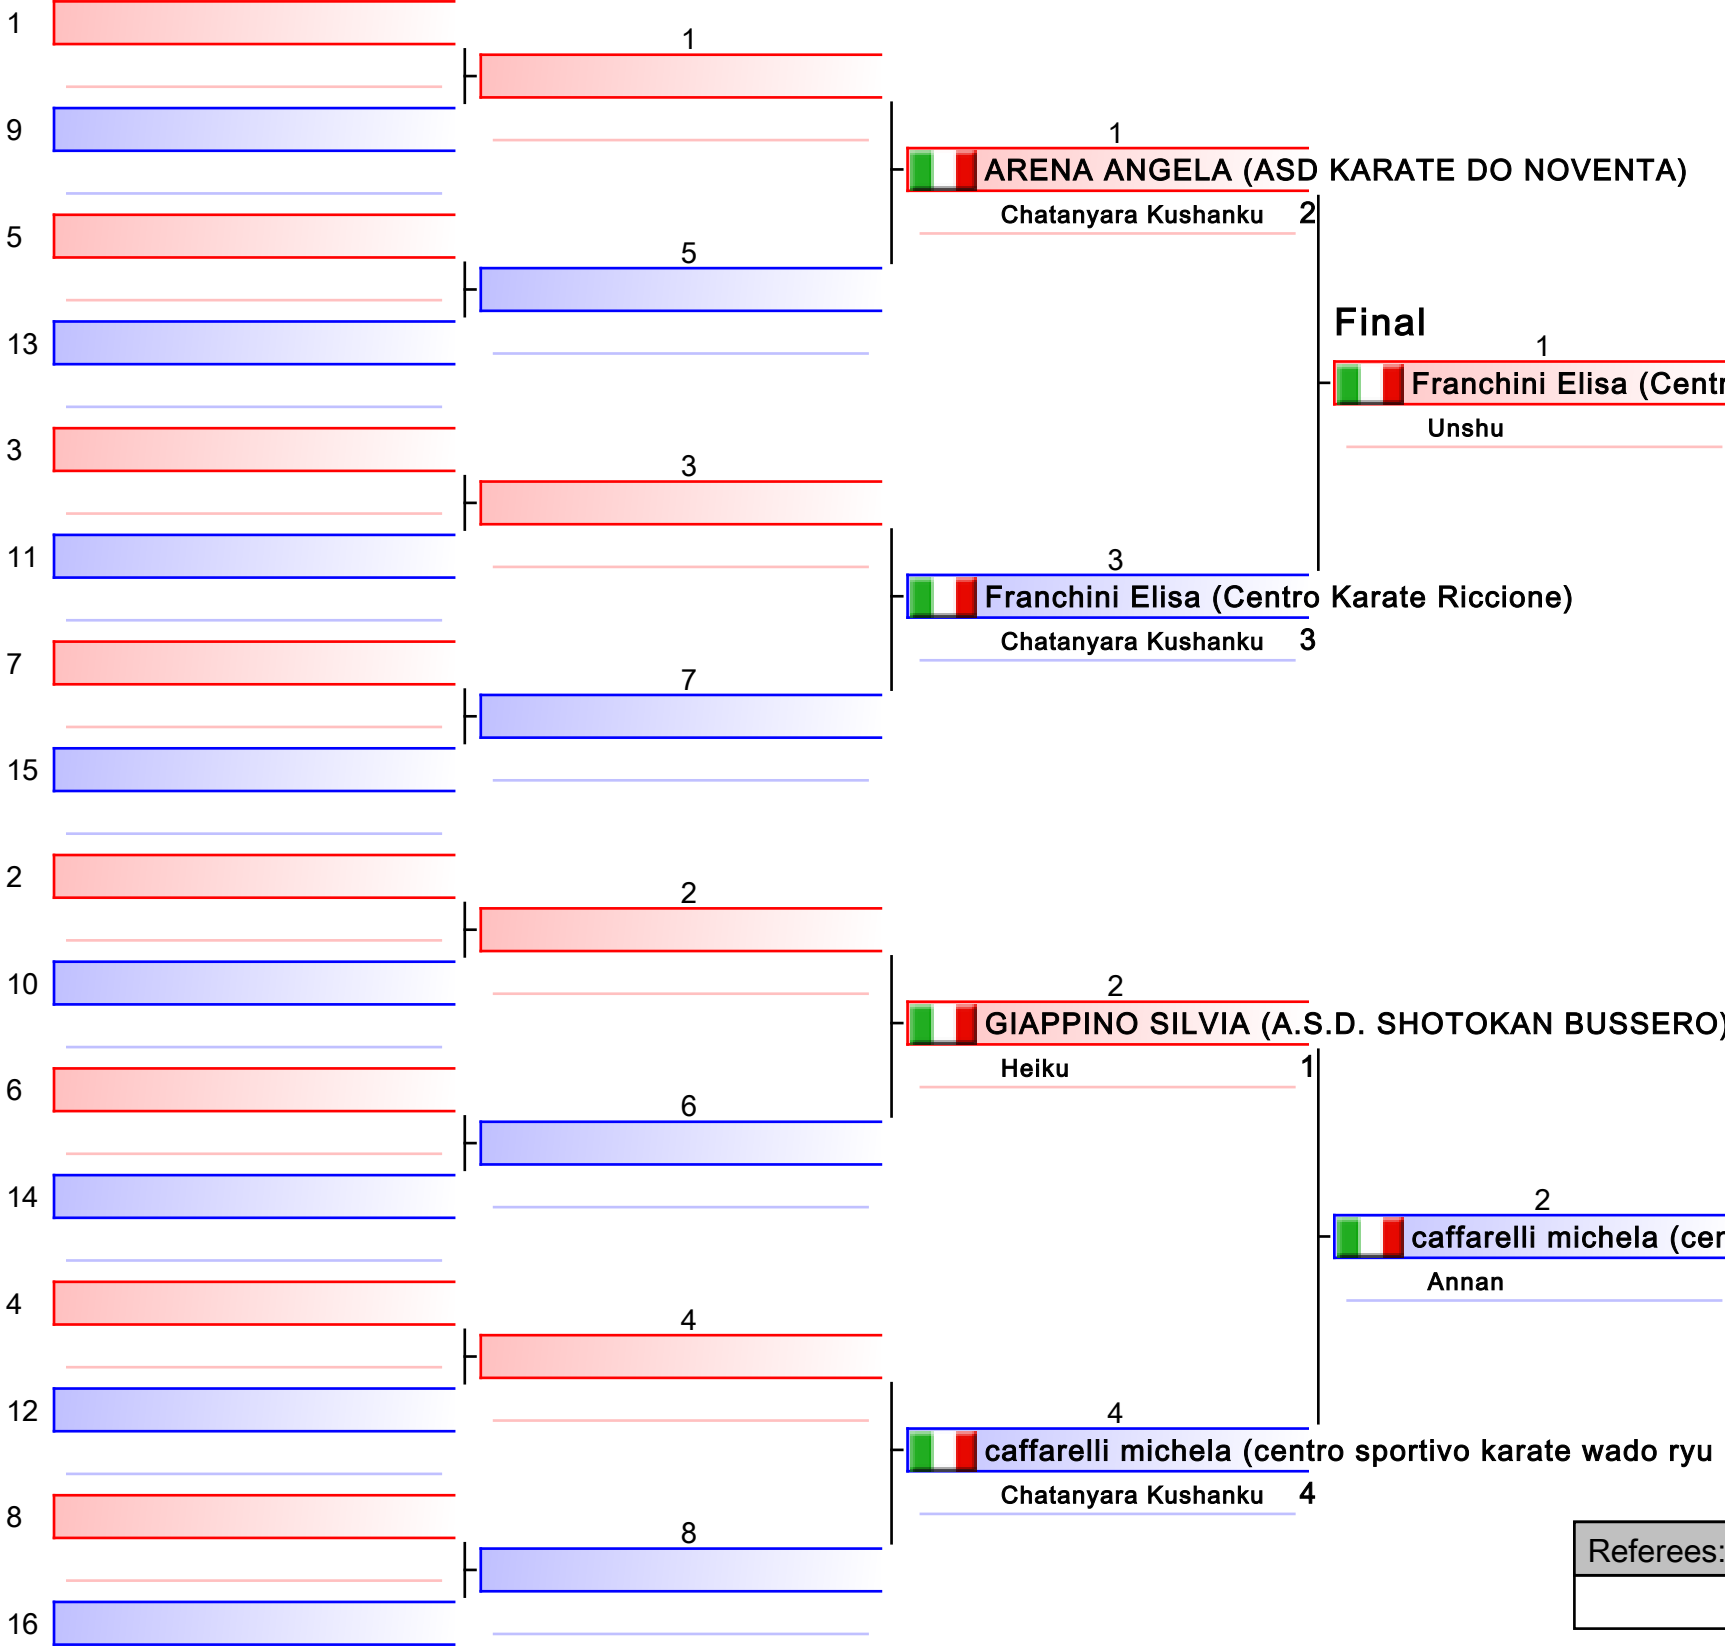 1
9
5
13
3
11
7
15
2
10
6
14
4
12
8
16
1
5
3
7
2
6
4
8
1
ARENA ANGELA (ASD KARATE DO NOVENTA)
Chatanyara Kushanku 2
3
Franchini Elisa (Centro Karate Riccione)
Chatanyara Kushanku 3
2
GIAPPINO SILVIA (A.S.D. SHOTOKAN BUSSERO)
Heiku 1
4
caffarelli michela (centro sportivo karate wado ryu
Chatanyara Kushanku 4
Final
1
Franchini Elisa (Centr
Unshu
2
caffarelli michela (cen
Annan
Referees: